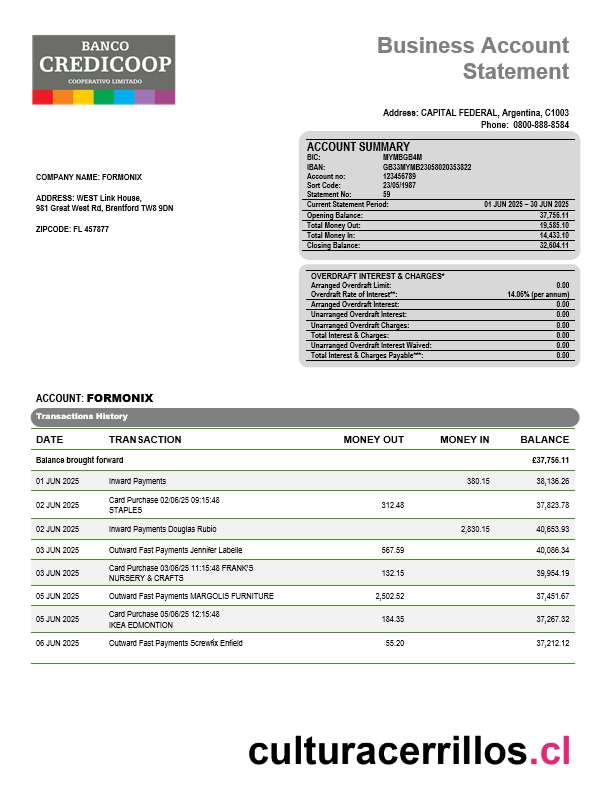 BANCO
CREDICOOP
COOPERATIVO LIMITADO
Business Account
Statement
Address: CAPITAL FEDERAL, Argentina, C1003
Phone: 0800-888-8584
COMPANY NAME: FORMONIX
ADDRESS: WEST Link House,
981 Great West Rd, Brentford TW8 9DN
ZIPCODE: FL 457877
ACCOUNT SUMMARY
BIC: MYMBGB4M
IBAN: GB33MYMB23058020353822
Account no: 123456789
Sort Code: 23/05/1987
Statement No: 59
Current Statement Period: 01 JUN 2025 – 30 JUN 2025
Opening Balance: 37,756.11
Total Money Out: 19,585.10
Total Money In: 14,433.10
Closing Balance: 32,604.11
OVERDRAFT INTEREST & CHARGES*
Arranged Overdraft Limit: 0.00
Overdraft Rate of Interest**: 14.06% (per annum)
Arranged Overdraft Interest: 0.00
Unarranged Overdraft Interest: 0.00
Unarranged Overdraft Charges: 0.00
Total Interest & Charges: 0.00
Unarranged Overdraft Interest Waived: 0.00
Total Interest & Charges Payable***: 0.00
ACCOUNT: FORMONIX
Transactions History
DATE TRANSACTION MONEY OUT MONEY IN BALANCE
Balance brought forward £37,756.11
01 JUN 2025 Inward Payments 380.15 38,136.26
02 JUN 2025 Card Purchase 02/06/25 09:15:48
STAPLES 312.48 37,823.78
02 JUN 2025 Inward Payments Douglas Rubio 2,830.15 40,653.93
03 JUN 2025 Outward Fast Payments Jennifer Labelle 567.59 40,086.34
03 JUN 2025 Card Purchase 03/06/25 11:15:48 FRANK'S
NURSERY & CRAFTS 132.15 39,954.19
05 JUN 2025 Outward Fast Payments MARGOLIS FURNITURE 2,502.52 37,451.67
05 JUN 2025 Card Purchase 05/06/25 12:15:48
IKEA EDMONTION 184.35 37,267.32
06 JUN 2025 Outward Fast Payments Screwfix Enfield 55.20 37,212.12
culturacerrillos.cl